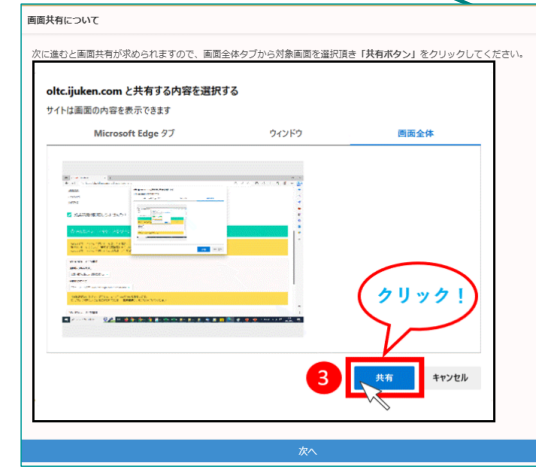 画面共有について
次に進むと画面共有が求められますので、画面全体タブから対象画面を選択頂き「共有ボタン」をクリックしてください。
oltc.ijuken.com と共有する内容を選択する
サイトは画面の内容を表示できます
Microsoft Edge タブ ウィンドウ 画面全体
クリック！
3 共有 キャンセル
次へ